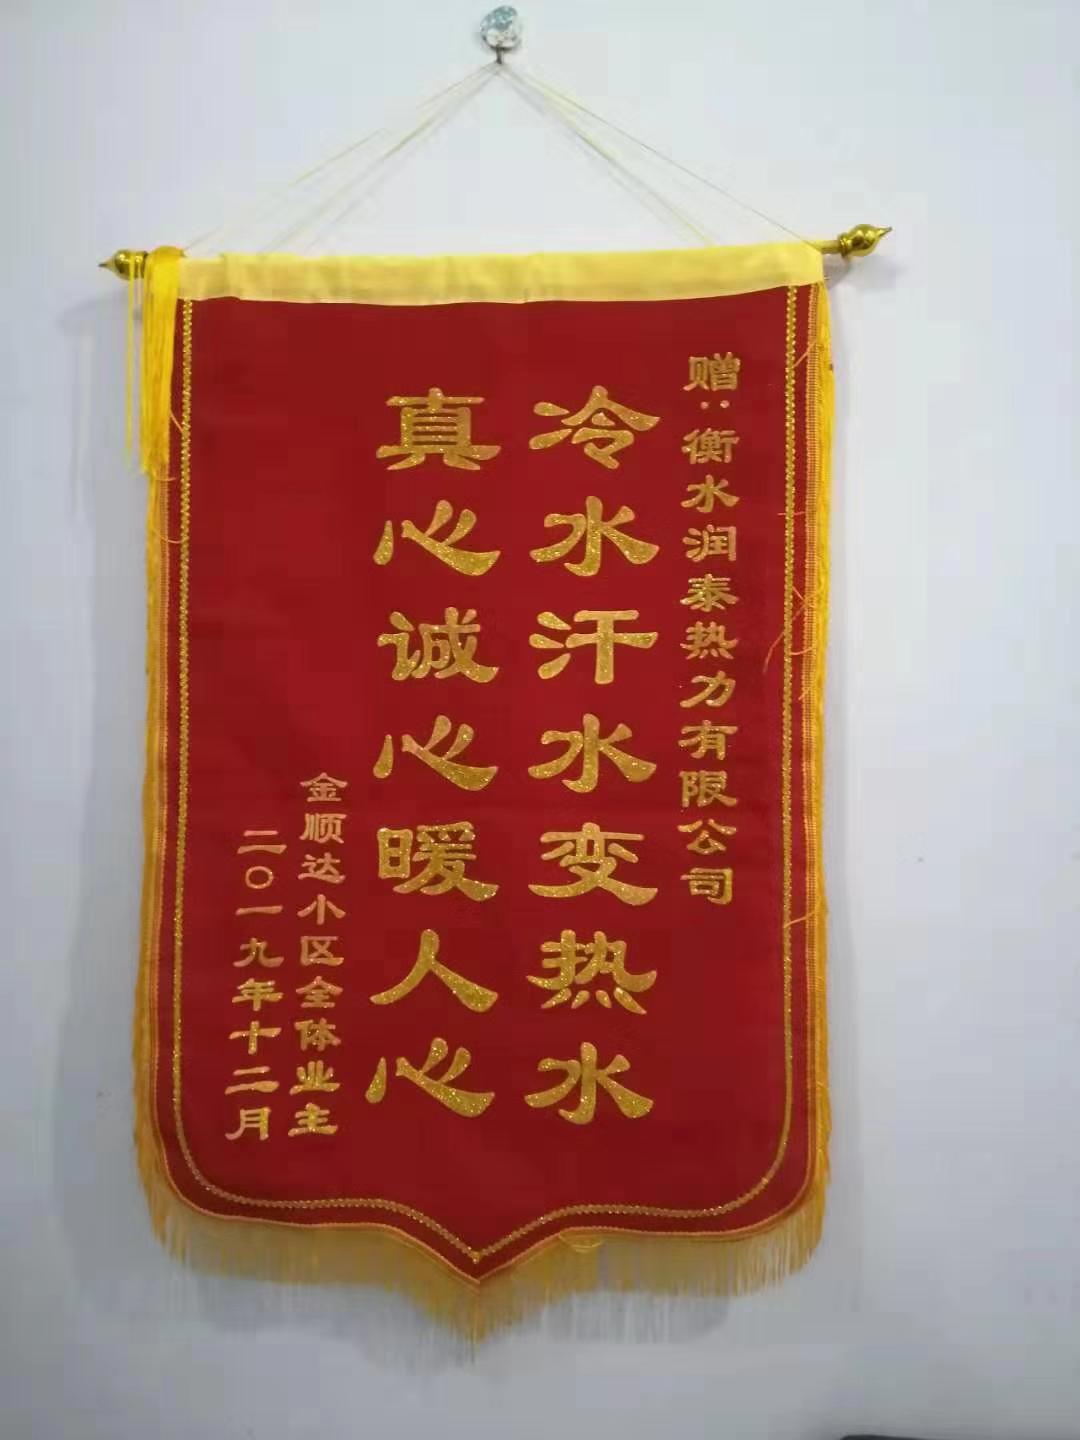 赠:衡水润泰热力有限公司
冷水汗水变热水
真心诚心暖人心
金顺达小区全体业主
二〇一九年十二月